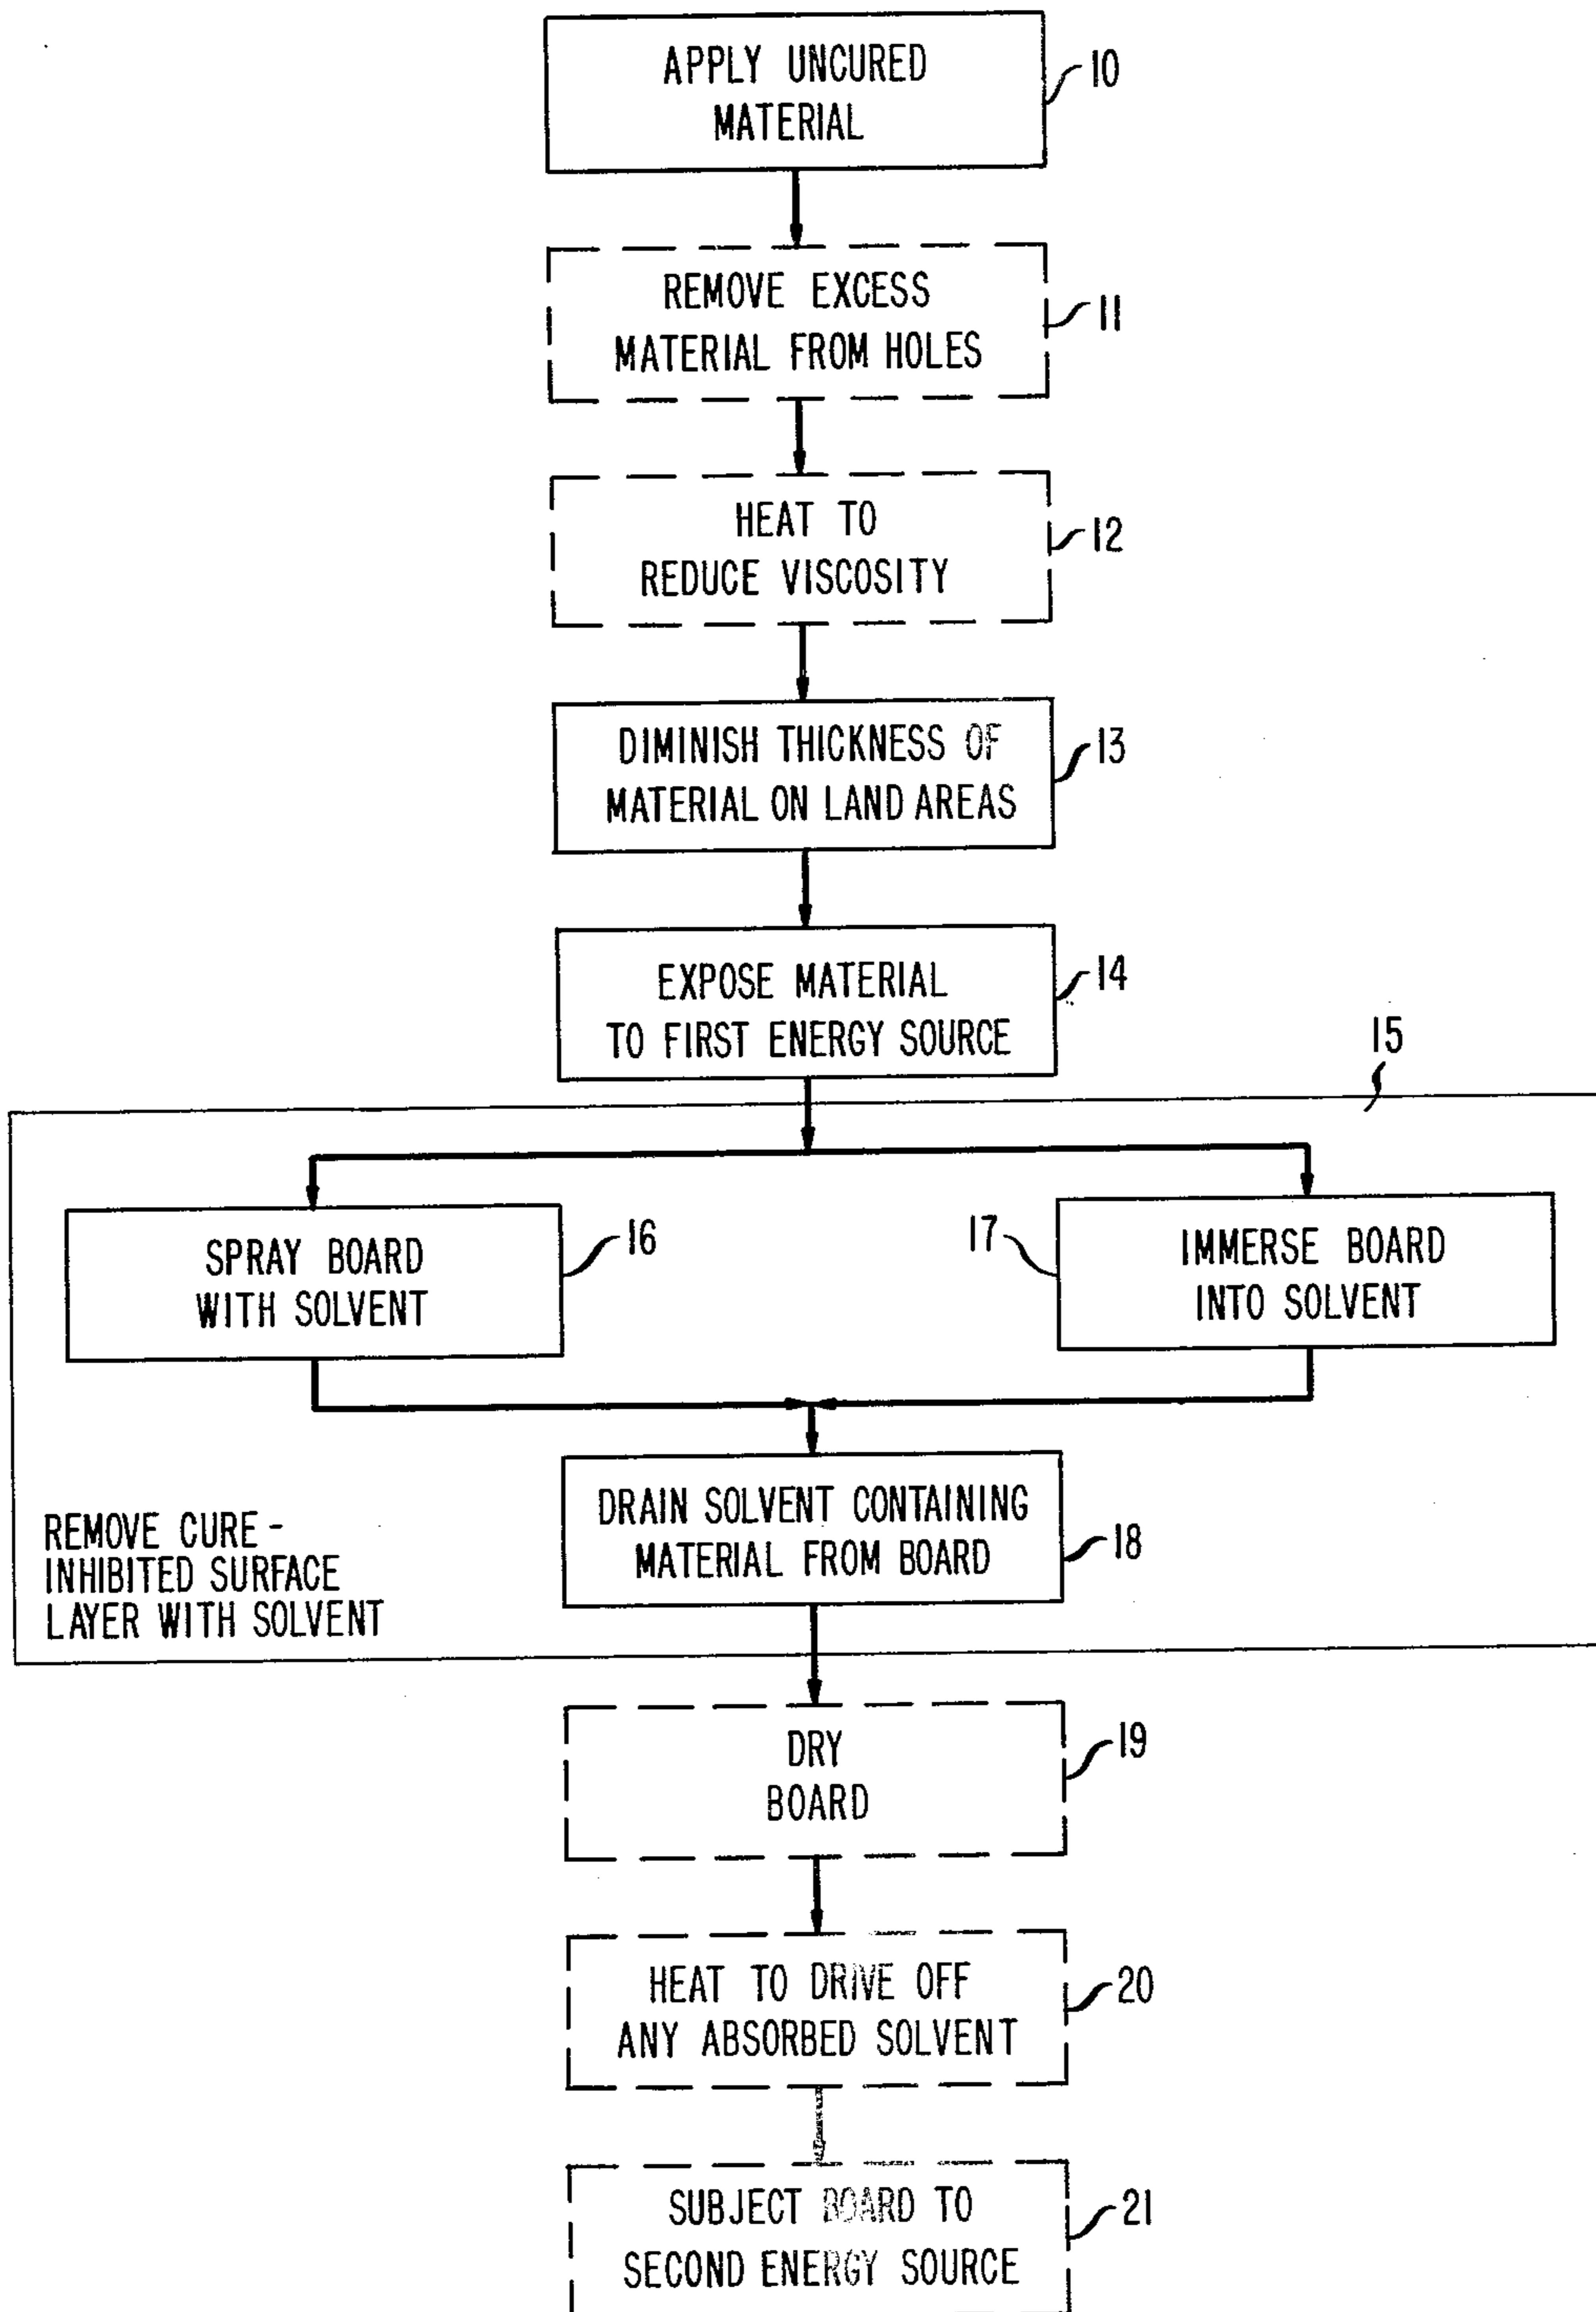 APPLY UNCURED
MATERIAL
10
REMOVE EXCESS
MATERIAL FROM HOLES
11
HEAT TO
REDUCE VISCOSITY
12
DIMINISH THICKNESS OF
MATERIAL ON LAND AREAS
13
EXPOSE MATERIAL
TO FIRST ENERGY SOURCE
14
15
SPRAY BOARD
WITH SOLVENT
16
17
IMMERSE BOARD
INTO SOLVENT
DRAIN SOLVENT CONTAINING
MATERIAL FROM BOARD
18
REMOVE CURE-
INHIBITED SURFACE
LAYER WITH SOLVENT
DRY
BOARD
19
HEAT TO DRIVE OFF
ANY ABSORBED SOLVENT
20
SUBJECT BOARD TO
SECOND ENERGY SOURCE
21